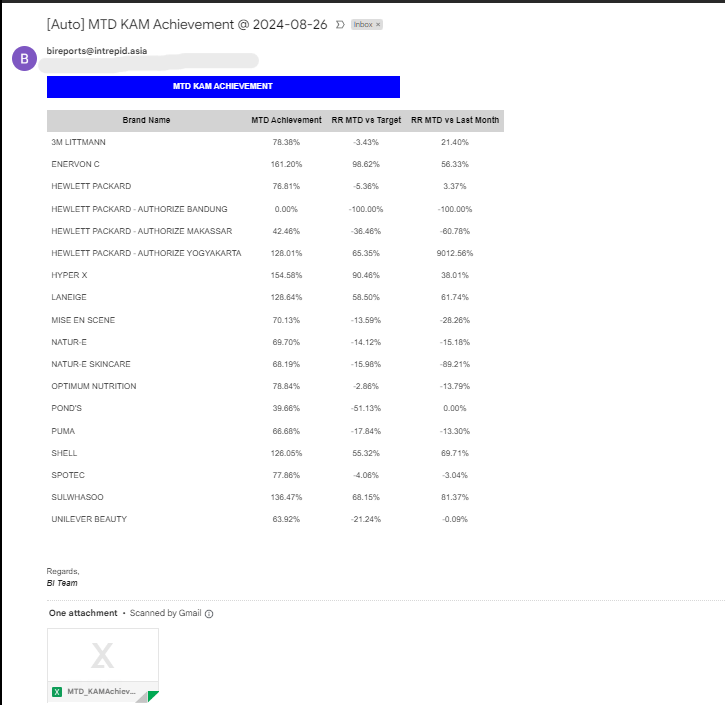 [Auto] MTD KAM Achievement @ 2024-08-26 Inbox ×
B
bireports@intrepid.asia
MTD KAM ACHIEVEMENT
Brand Name MTD Achievement RR MTD vs Target RR MTD vs Last Month
3M LITTMANN 78.38% -3.43% 21.40%
ENERVON C 161.20% 98.62% 56.33%
HEWLETT PACKARD 76.81% -5.36% 3.37%
HEWLETT PACKARD - AUTHORIZE BANDUNG 0.00% -100.00% -100.00%
HEWLETT PACKARD - AUTHORIZE MAKASSAR 42.46% -36.46% -60.78%
HEWLETT PACKARD - AUTHORIZE YOGYAKARTA 128.01% 65.35% 9012.56%
HYPER X 154.58% 90.46% 38.01%
LANEIGE 128.64% 58.50% 61.74%
MISE EN SCENE 70.13% -13.59% -28.26%
NATUR-E 69.70% -14.12% -15.18%
NATUR-E SKINCARE 68.19% -15.98% -69.21%
OPTIMUM NUTRITION 78.84% -2.86% -13.79%
POND'S 39.66% -51.13% 0.00%
PUMA 66.68% -17.84% -13.30%
SHELL 126.05% 55.32% 69.71%
SPOTEC 77.86% -4.06% -3.04%
SULWHASOO 136.47% 68.15% 81.37%
UNILEVER BEAUTY 63.92% -21.24% -0.09%
Regards,
BI Team
One attachment • Scanned by Gmail
X
X MTD_KAMAchiev...